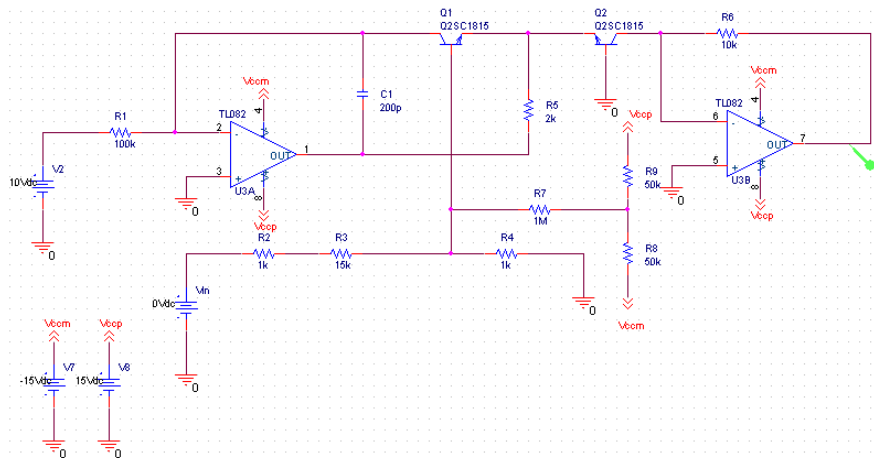 Q1
Q2SC1815
Q2
Q2SC1815
R6
10k
Vccm
4
TL082
C1
200p
R5
2k
Vccp
Vccm
4
TL082
R1
100k
2
-
OUT
1
6
-
OUT
7
V2
10Vdc
3
+
U3A
8
Vccp
0
R9
50k
5
+
U3B
8
Vccp
0
0
R7
1M
0
R2
1k
R3
15k
R4
1k
R8
50k
Vin
0Vdc
0
Vccm
Vccm
Vccp
V7
-15Vdc
V8
15Vdc
0
0
0